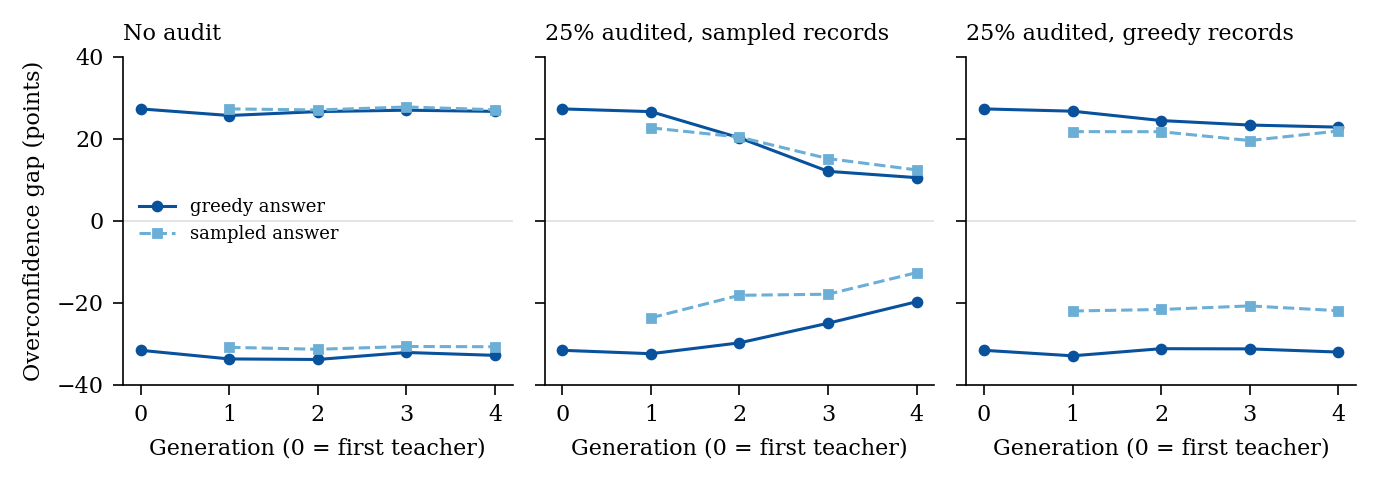 No audit
25% audited, sampled records
25% audited, greedy records
Overconfidence gap (points)
40
20
0
−20
−40
greedy answer
sampled answer
0 1 2 3 4
0 1 2 3 4
0 1 2 3 4
Generation (0 = first teacher)
Generation (0 = first teacher)
Generation (0 = first teacher)